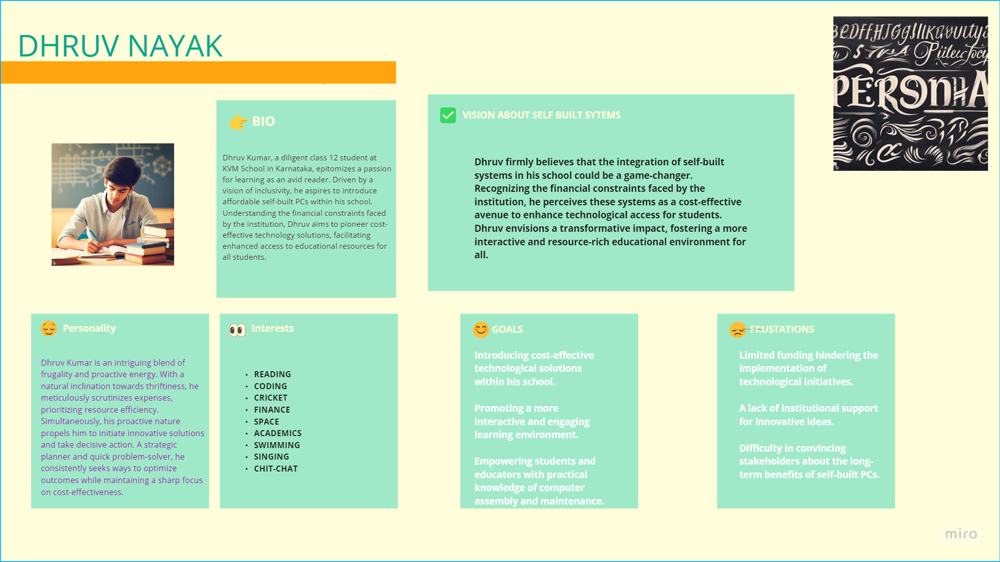 DHRUV NAYAK
PERSONA
BIO
Dhruv Kumar, a diligent class 12 student at
KVM School in Karnataka, epitomizes a passion
for learning as an avid reader. Driven by a
vision of inclusivity, he aspires to introduce
affordable self-built PCs within his school.
Understanding the financial constraints faced
by the institution, Dhruv aims to pioneer cost-
effective technology solutions, facilitating
enhanced access to educational resources for
all students.
VISION ABOUT SELF BUILT SYTEMS
Dhruv firmly believes that the integration of self-built
systems in his school could be a game-changer.
Recognizing the financial constraints faced by the
institution, he perceives these systems as a cost-effective
avenue to enhance technological access for students.
Dhruv envisions a transformative impact, fostering a more
interactive and resource-rich educational environment for
all.
Personality
Dhruv Kumar is an intriguing blend of
frugality and proactive energy. With a
natural inclination towards thriftiness, he
meticulously scrutinizes expenses,
prioritizing resource efficiency.
Simultaneously, his proactive nature
propels him to initiate innovative solutions
and take decisive action. A strategic
planner and quick problem-solver, he
consistently seeks ways to optimize
outcomes while maintaining a sharp focus
on cost-effectiveness.
Interests
• READING
• CODING
• CRICKET
• FINANCE
• SPACE
• ACADEMICS
• SWIMMING
• SINGING
• CHIT-CHAT
GOALS
Introducing cost-effective
technological solutions
within his school.
Promoting a more
interactive and engaging
learning environment.
Empowering students and
educators with practical
knowledge of computer
assembly and maintenance.
FRUSTATIONS
Limited funding hindering the
implementation of
technological initiatives.
A lack of institutional support
for innovative ideas.
Difficulty in convincing
stakeholders about the long-
term benefits of self-built PCs.
miro